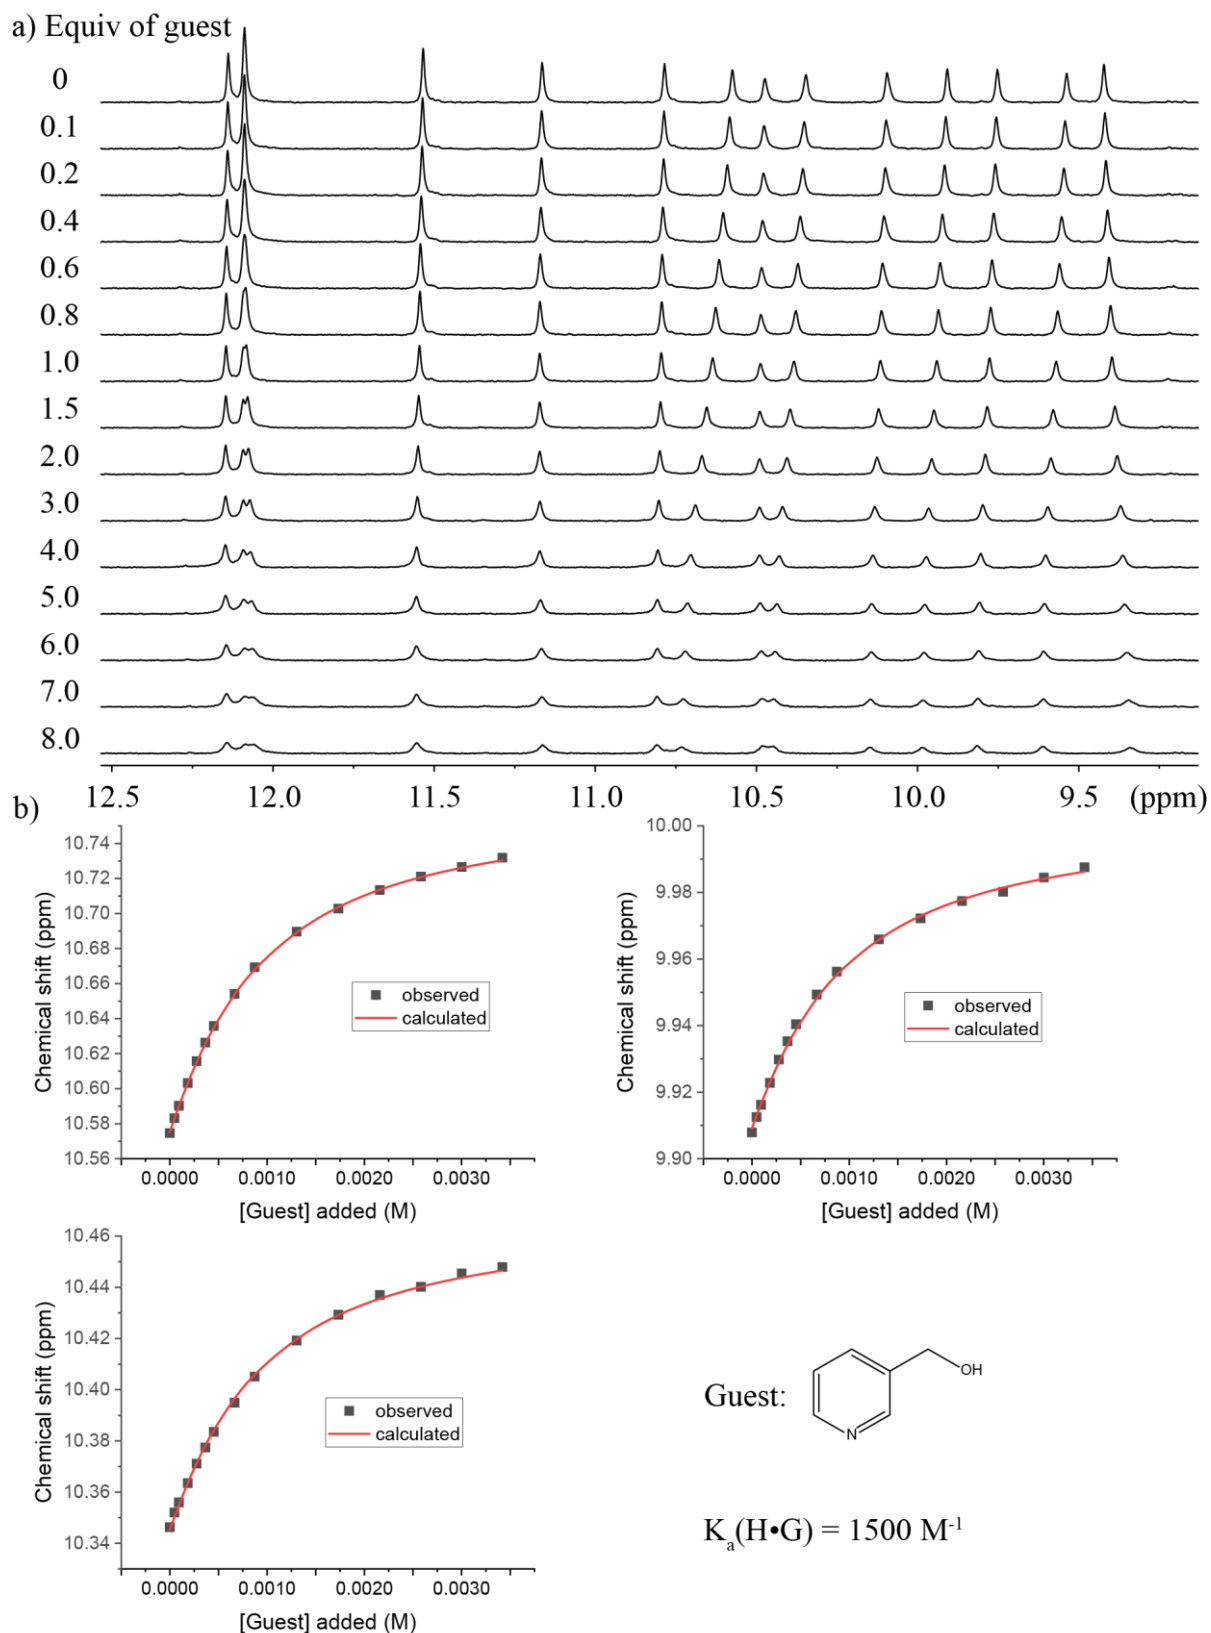 a) Equiv of guest
0
0.1
0.2
0.4
0.6
0.8
1.0
1.5
2.0
3.0
4.0
5.0
6.0
7.0
8.0
12.5 12.0 11.5 11.0 10.5 10.0 9.5 (ppm)
b)
10.74
10.72
10.70
10.68
10.66
10.64
10.62
10.60
10.58
10.56
Chemical shift (ppm)
observed
calculated
0.0000 0.0010 0.0020 0.0030
[Guest] added (M)
10.00
9.98
9.96
9.94
9.92
9.90
Chemical shift (ppm)
observed
calculated
0.0000 0.0010 0.0020 0.0030
[Guest] added (M)
10.46
10.44
10.42
10.40
10.38
10.36
10.34
Chemical shift (ppm)
observed
calculated
0.0000 0.0010 0.0020 0.0030
[Guest] added (M)
Guest:
OH
N
Kₐ(H•G) = 1500 M⁻¹